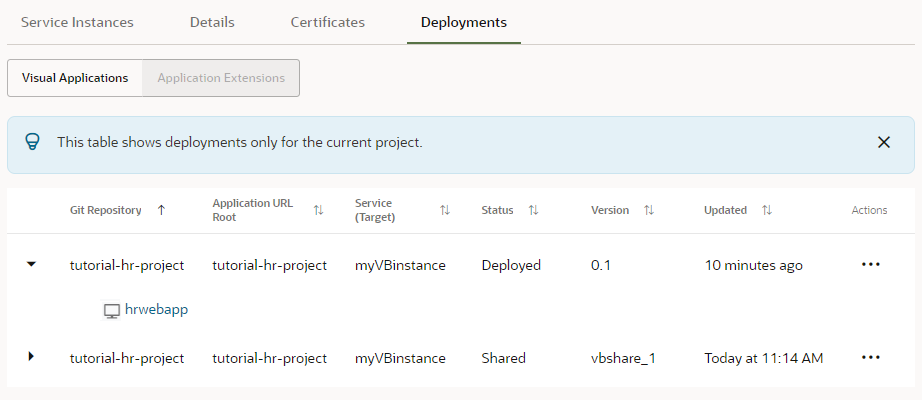 Service Instances Details Certificates Deployments
Visual Applications Application Extensions
This table shows deployments only for the current project.
Git Repository Application URL Root Service (Target) Status Version Updated Actions
tutorial-hr-project tutorial-hr-project myVBinstance Deployed 0.1 10 minutes ago
hrwebapp
tutorial-hr-project tutorial-hr-project myVBinstance Shared vbshare_1 Today at 11:14 AM